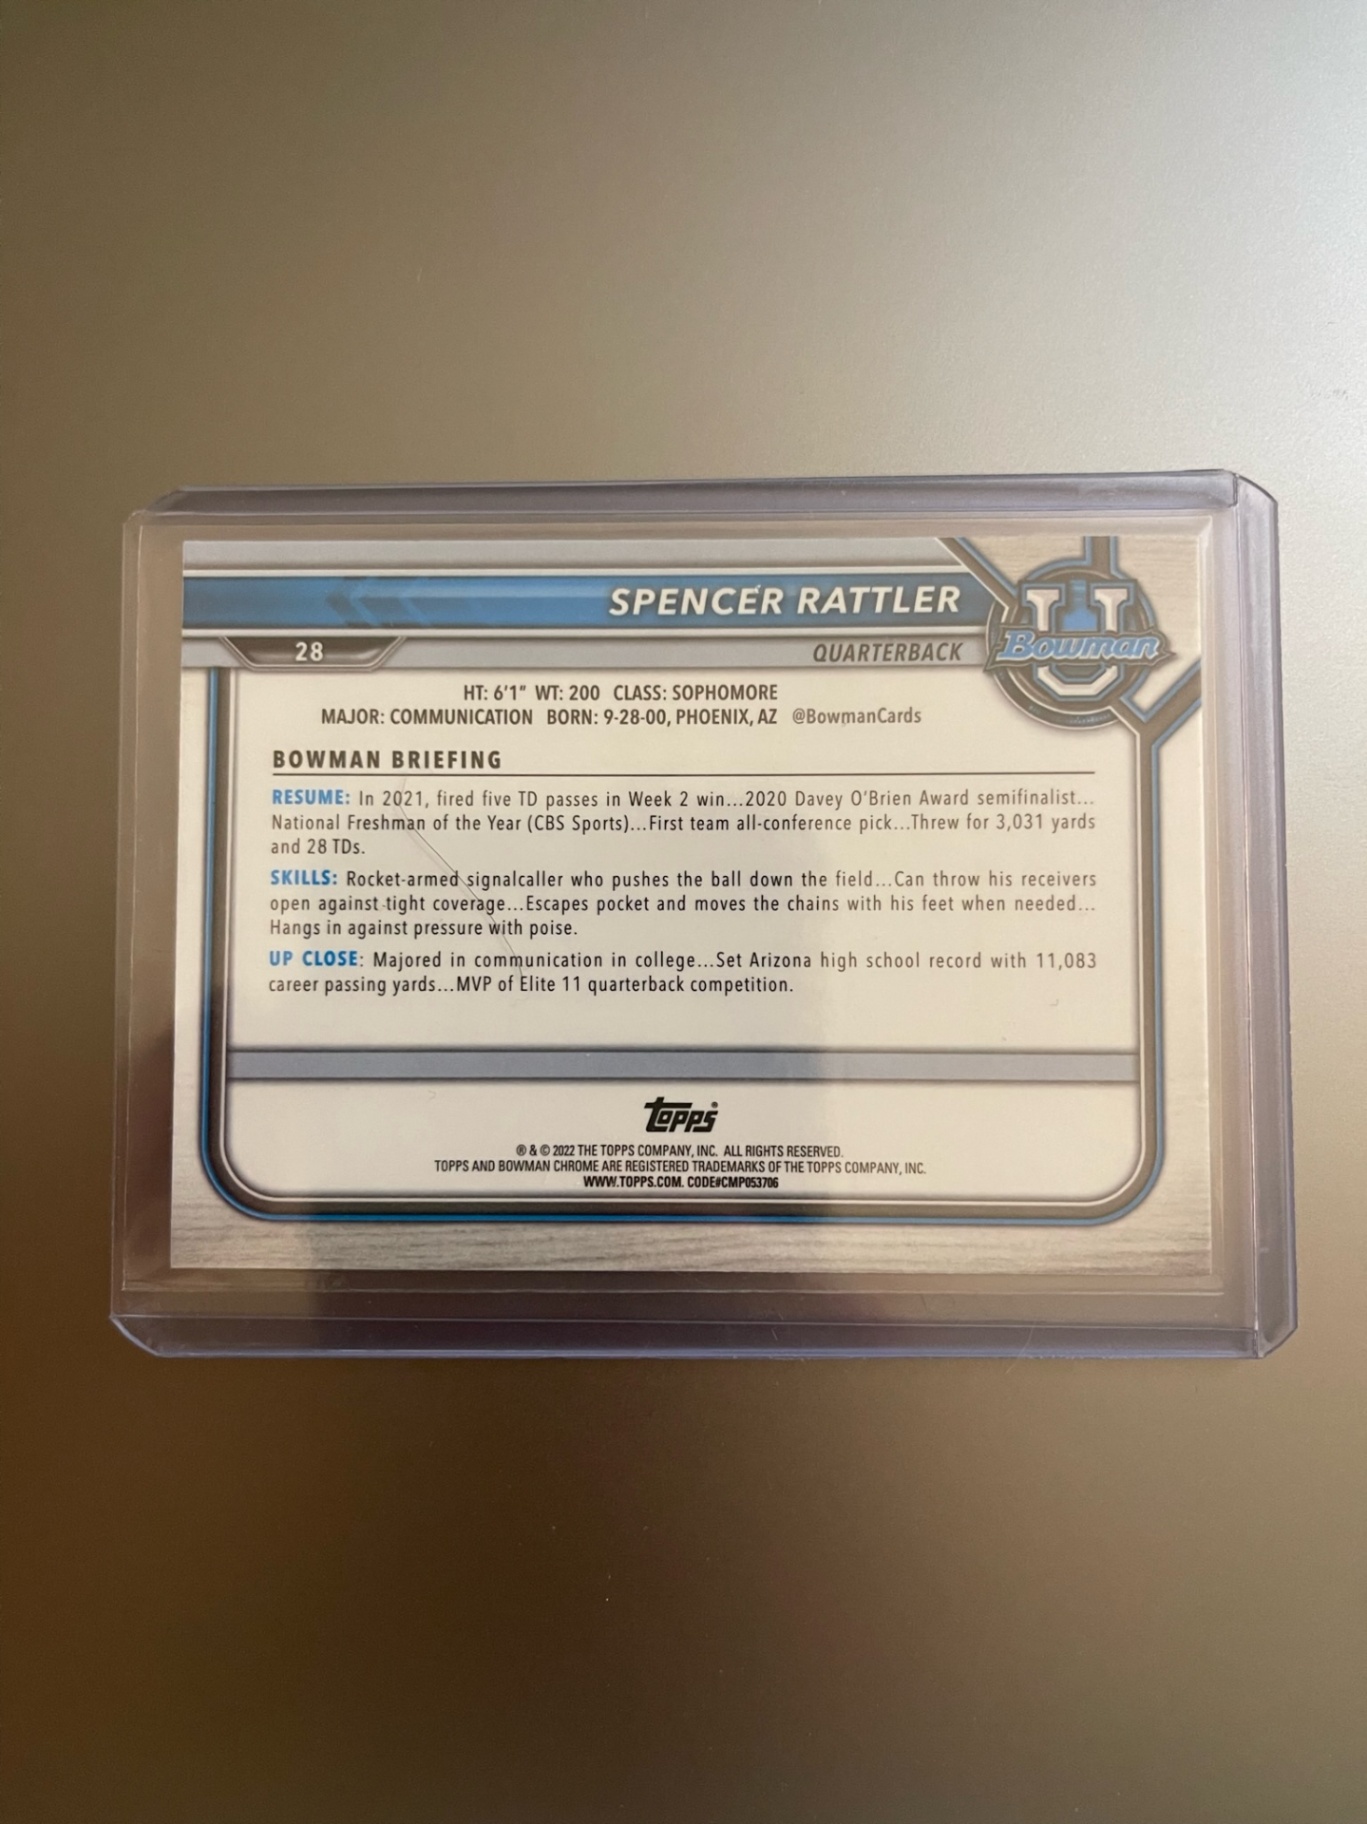 SPENCER RATTLER
U
Bowman
28
QUARTERBACK
HT: 6'1" WT: 200 CLASS: SOPHOMORE
MAJOR: COMMUNICATION BORN: 9-28-00, PHOENIX, AZ @BowmanCards
BOWMAN BRIEFING
RESUME: In 2021, fired five TD passes in Week 2 win...2020 Davey O'Brien Award semifinalist...
National Freshman of the Year (CBS Sports)...First team all-conference pick...Threw for 3,031 yards
and 28 TDs.
SKILLS: Rocket-armed signalcaller who pushes the ball down the field...Can throw his receivers
open against tight coverage...Escapes pocket and moves the chains with his feet when needed...
Hangs in against pressure with poise.
UP CLOSE: Majored in communication in college...Set Arizona high school record with 11,083
career passing yards...MVP of Elite 11 quarterback competition.
topps®
® & © 2022 THE TOPPS COMPANY, INC. ALL RIGHTS RESERVED.
TOPPS AND BOWMAN CHROME ARE REGISTERED TRADEMARKS OF THE TOPPS COMPANY, INC.
WWW.TOPPS.COM. CODE#CMP053706